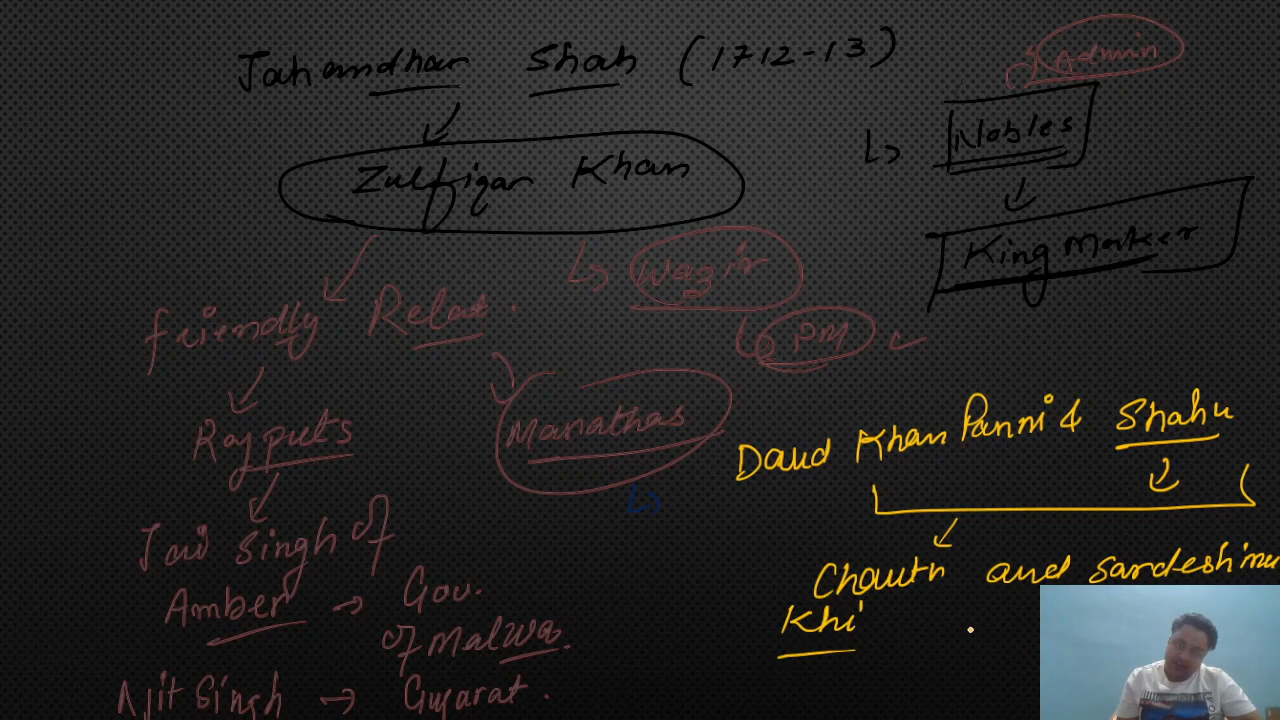 Jahandhar Shah (1712-13)
Admin
Nobles
King Maker
Zulfiqar Khan
Wazir
PM
Friendly Relat.
Rajputs
Marathas
Jai Singh of
Amber → Gov.
of Malwa.
Ajit Singh → Gujarat.
Daud Khan Panni & Shahu
Chauth and Sardeshmu
Khi